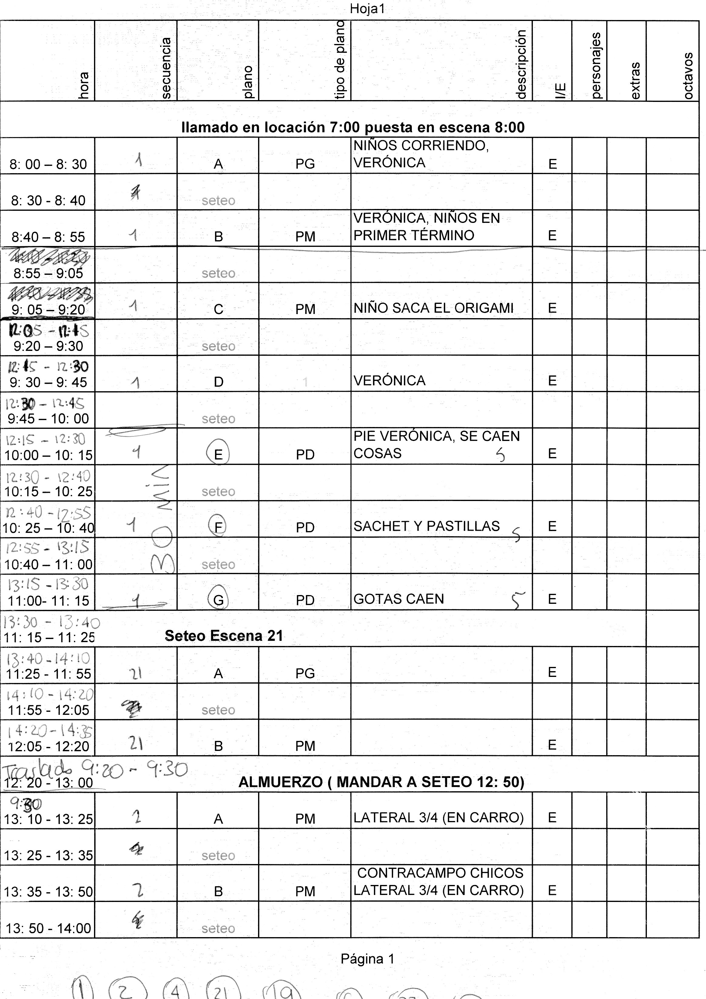 Hoja1
hora secuencia plano tipo de plano descripción I/E personajes extras octavos
llamado en locación 7:00 puesta en escena 8:00
NIÑOS CORRIENDO,
8: 00 – 8: 30 1 A PG VERÓNICA E
8: 30 - 8: 40 seteo
VERÓNICA, NIÑOS EN
8:40 – 8: 55 1 B PM PRIMER TÉRMINO E
8:55 – 9:05 seteo
9: 05 – 9:20 1 C PM NIÑO SACA EL ORIGAMI E
12:05 - 12:15
9:20 – 9:30 seteo
12:15 - 12:30
9: 30 – 9: 45 1 D 1 VERÓNICA E
12:30 - 12:45
9:45 – 10: 00 seteo
12:15 - 12:30 PIE VERÓNICA, SE CAEN
10:00 – 10: 15 1 E PD COSAS 5 E
12:30 - 12:40
10:15 – 10: 25 seteo
30 MIN
12:40 - 12:55
10: 25 – 10: 40 1 F PD SACHET Y PASTILLAS 5 E
12:55 - 13:15
10:40 – 11: 00 seteo
13:15 - 13:30
11:00- 11: 15 1 G PD GOTAS CAEN 5 E
13:30 - 13:40
11: 15 – 11: 25 Seteo Escena 21
13:40 - 14:10
11:25 - 11: 55 21 A PG E
14:10 - 14:20
11:55 - 12:05 seteo
14:20 - 14:35
12:05 - 12:20 21 B PM E
Traslado 9:20 - 9:30
12: 20 - 13: 00 ALMUERZO ( MANDAR A SETEO 12: 50)
9:30
13: 10 - 13: 25 2 A PM LATERAL 3/4 (EN CARRO) E
13: 25 - 13: 35 seteo
CONTRACAMPO CHICOS
13: 35 - 13: 50 2 B PM LATERAL 3/4 (EN CARRO) E
13: 50 - 14:00 seteo
Página 1
1 2 4 21 19